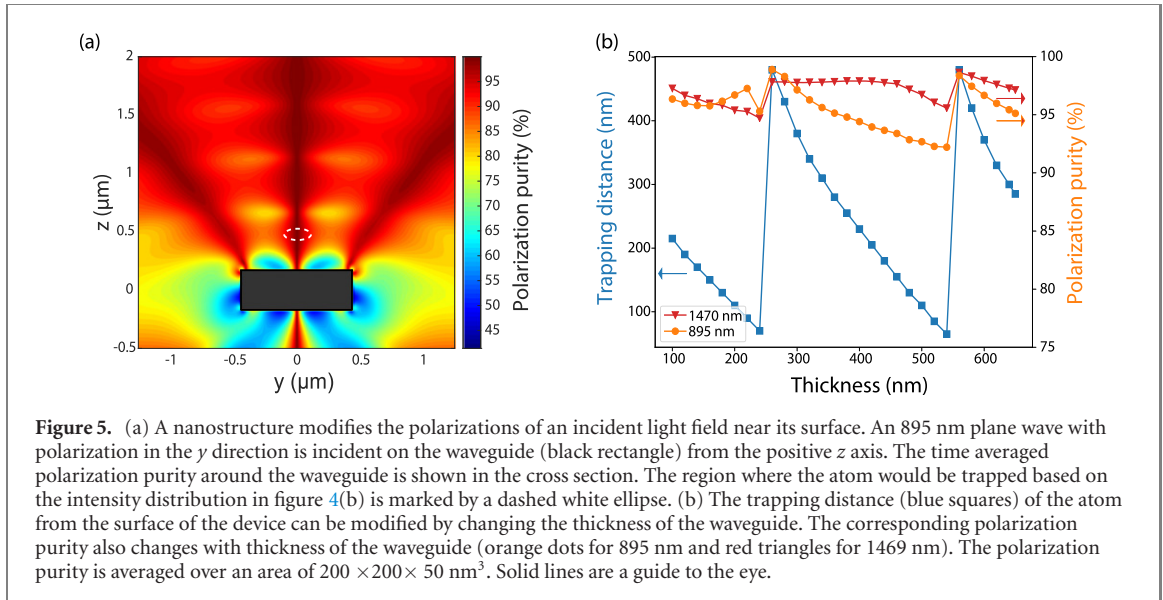 (a)
(b)
2
1.5
1
0.5
0
-0.5
-1
-0.5
0
0.5
1
z (μm)
y (μm)
95
90
85
80
75
70
65
60
55
50
45
Polarization purity (%)
500
400
300
200
100
Trapping distance (nm)
100
95
90
85
80
75
Polarization purity (%)
1470 nm
895 nm
100
200
300
400
500
600
Thickness (nm)
Figure 5. (a) A nanostructure modifies the polarizations of an incident light field near its surface. An 895 nm plane wave with
polarization in the y direction is incident on the waveguide (black rectangle) from the positive z axis. The time averaged
polarization purity around the waveguide is shown in the cross section. The region where the atom would be trapped based on
the intensity distribution in figure 4(b) is marked by a dashed white ellipse. (b) The trapping distance (blue squares) of the atom
from the surface of the device can be modified by changing the thickness of the waveguide. The corresponding polarization
purity also changes with thickness of the waveguide (orange dots for 895 nm and red triangles for 1469 nm). The polarization
purity is averaged over an area of 200 ×200× 50 nm³. Solid lines are a guide to the eye.